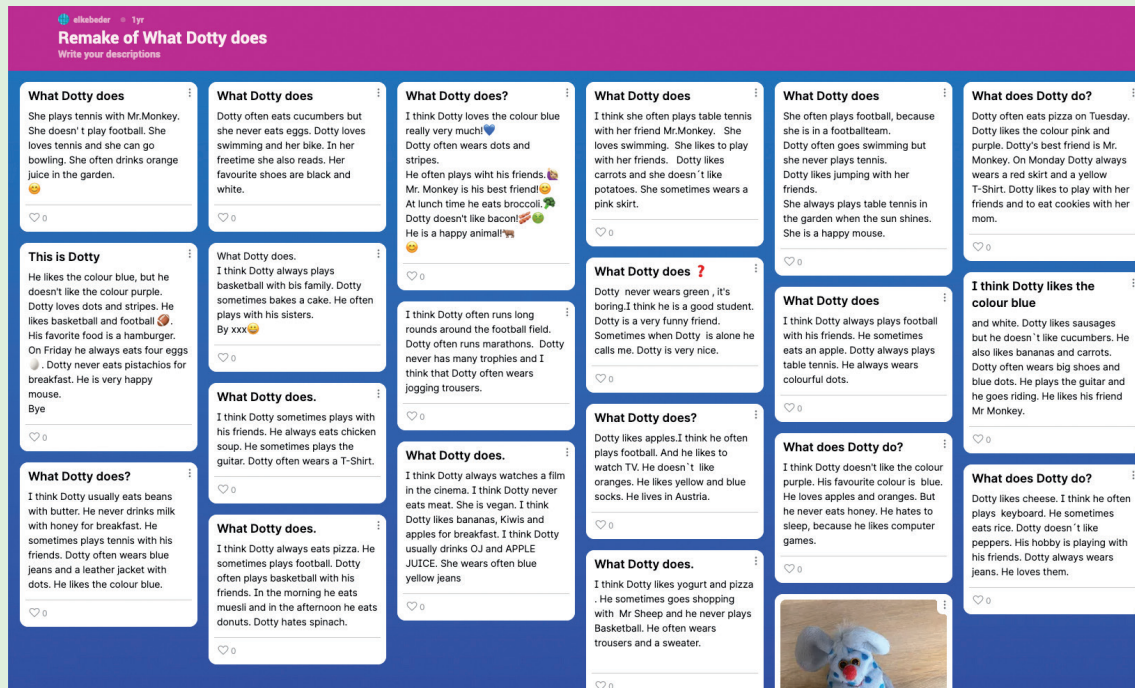 elkebeder 1yr
Remake of What Dotty does
Write your descriptions
What Dotty does
She plays tennis with Mr.Monkey.
She doesn' t play football. She
loves tennis and she can go
bowling. She often drinks orange
juice in the garden.
😊
0
This is Dotty
He likes the colour blue, but he
doesn't like the colour purple.
Dotty loves dots and stripes. He
likes basketball and football 🏈.
His favorite food is a hamburger.
On Friday he always eats four eggs
🥚. Dotty never eats pistachios for
breakfast. He is very happy
mouse.
Bye
0
What Dotty does?
I think Dotty usually eats beans
with butter. He never drinks milk
with honey for breakfast. He
sometimes plays tennis with his
friends. Dotty often wears blue
jeans and a leather jacket with
dots. He likes the colour blue.
0
What Dotty does
Dotty often eats cucumbers but
she never eats eggs. Dotty loves
swimming and her bike. In her
freetime she also reads. Her
favourite shoes are black and
white.
0
What Dotty does.
I think Dotty always plays
basketball with bis family. Dotty
sometimes bakes a cake. He often
plays with his sisters.
By xxx😀
0
What Dotty does.
I think Dotty sometimes plays with
his friends. He always eats chicken
soup. He sometimes plays the
guitar. Dotty often wears a T-Shirt.
0
What Dotty does.
I think Dotty always eats pizza. He
sometimes plays football. Dotty
often plays basketball with his
friends. In the morning he eats
muesli and in the afternoon he eats
donuts. Dotty hates spinach.
0
What Dotty does?
I think Dotty loves the colour blue
really very much!💙
Dotty often wears dots and
stripes.
He often plays wiht his friends.🤽
Mr. Monkey is his best friend!😊
At lunch time he eats broccoli.🥦
Dotty doesn't like bacon!🥓🤢
He is a happy animal!🐂
😊
0
I think Dotty often runs long
rounds around the football field.
Dotty often runs marathons. Dotty
never has many trophies and I
think that Dotty often wears
jogging trousers.
0
What Dotty does.
I think Dotty always watches a film
in the cinema. I think Dotty never
eats meat. She is vegan. I think
Dotty likes bananas, Kiwis and
apples for breakfast. I think Dotty
usually drinks OJ and APPLE
JUICE. She wears often blue
yellow jeans
0
What Dotty does
I think she often plays table tennis
with her friend Mr.Monkey. She
loves swimming. She likes to play
with her friends. Dotty likes
carrots and she doesn´t like
potatoes. She sometimes wears a
pink skirt.
0
What Dotty does ❓
Dotty never wears green , it's
boring.I think he is a good student.
Dotty is a very funny friend.
Sometimes when Dotty is alone he
calls me. Dotty is very nice.
0
What Dotty does?
Dotty likes apples.I think he often
plays football. And he likes to
watch TV. He doesn`t like
oranges. He likes yellow and blue
socks. He lives in Austria.
0
What Dotty does.
I think Dotty likes yogurt and pizza
. He sometimes goes shopping
with Mr Sheep and he never plays
Basketball. He often wears
trousers and a sweater.
0
What Dotty does
She often plays football, because
she is in a footballteam.
Dotty often goes swimming but
she never plays tennis.
Dotty likes jumping with her
friends.
She always plays table tennis in
the garden when the sun shines.
She is a happy mouse.
0
What Dotty does
I think Dotty always plays football
with his friends. He sometimes
eats an apple. Dotty always plays
table tennis. He always wears
colourful dots.
0
What does Dotty do?
I think Dotty doesn't like the colour
purple. His favourite colour is blue.
He loves apples and oranges. But
he never eats honey. He hates to
sleep, because he likes computer
games.
0
What does Dotty do?
Dotty often eats pizza on Tuesday.
Dotty likes the colour pink and
purple. Dotty's best friend is Mr.
Monkey. On Monday Dotty always
wears a red skirt and a yellow
T-Shirt. Dotty likes to play with her
friends and to eat cookies with her
mom.
0
I think Dotty likes the
colour blue
and white. Dotty likes sausages
but he doesn`t like cucumbers. He
also likes bananas and carrots.
Dotty often wears big shoes and
blue dots. He plays the guitar and
he goes riding. He likes his friend
Mr Monkey.
0
What does Dotty do?
Dotty likes cheese. I think he often
plays keyboard. He sometimes
eats rice. Dotty doesn´t like
peppers. His hobby is playing with
his friends. Dotty always wears
jeans. He loves them.
0